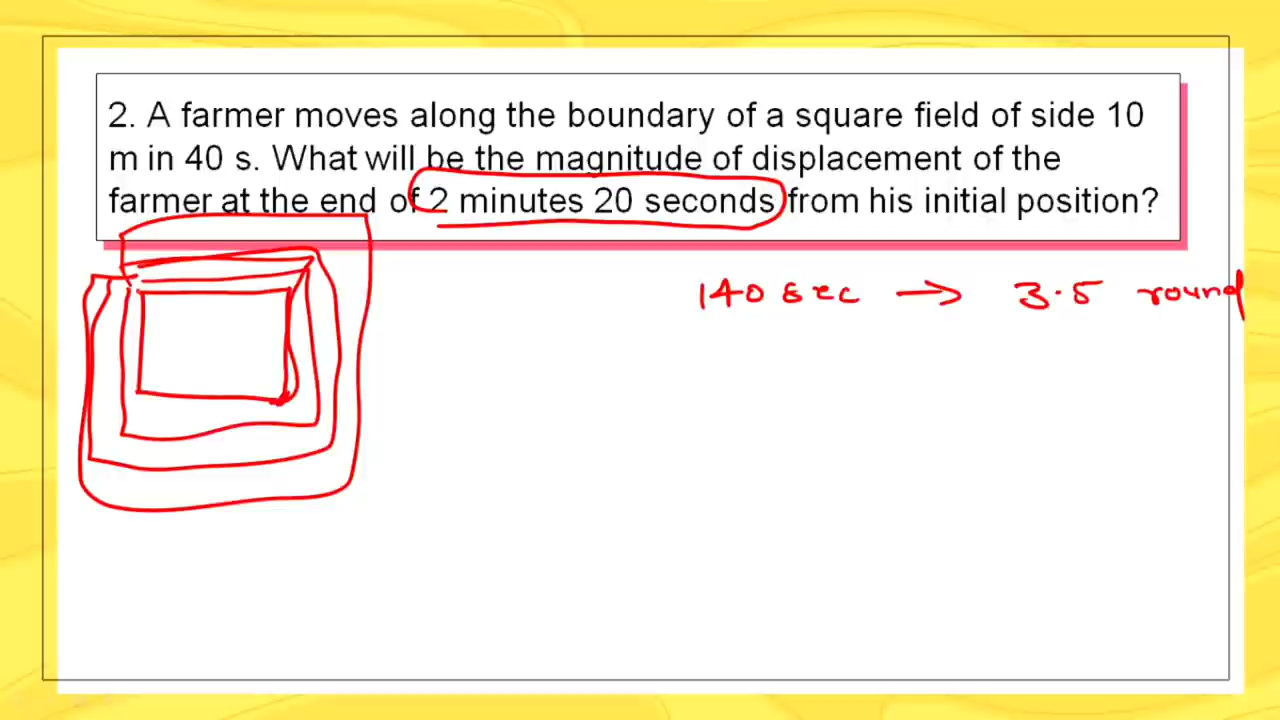 2. A farmer moves along the boundary of a square field of side 10
m in 40 s. What will be the magnitude of displacement of the
farmer at the end of 2 minutes 20 seconds from his initial position?
140 sec → 3.5 round